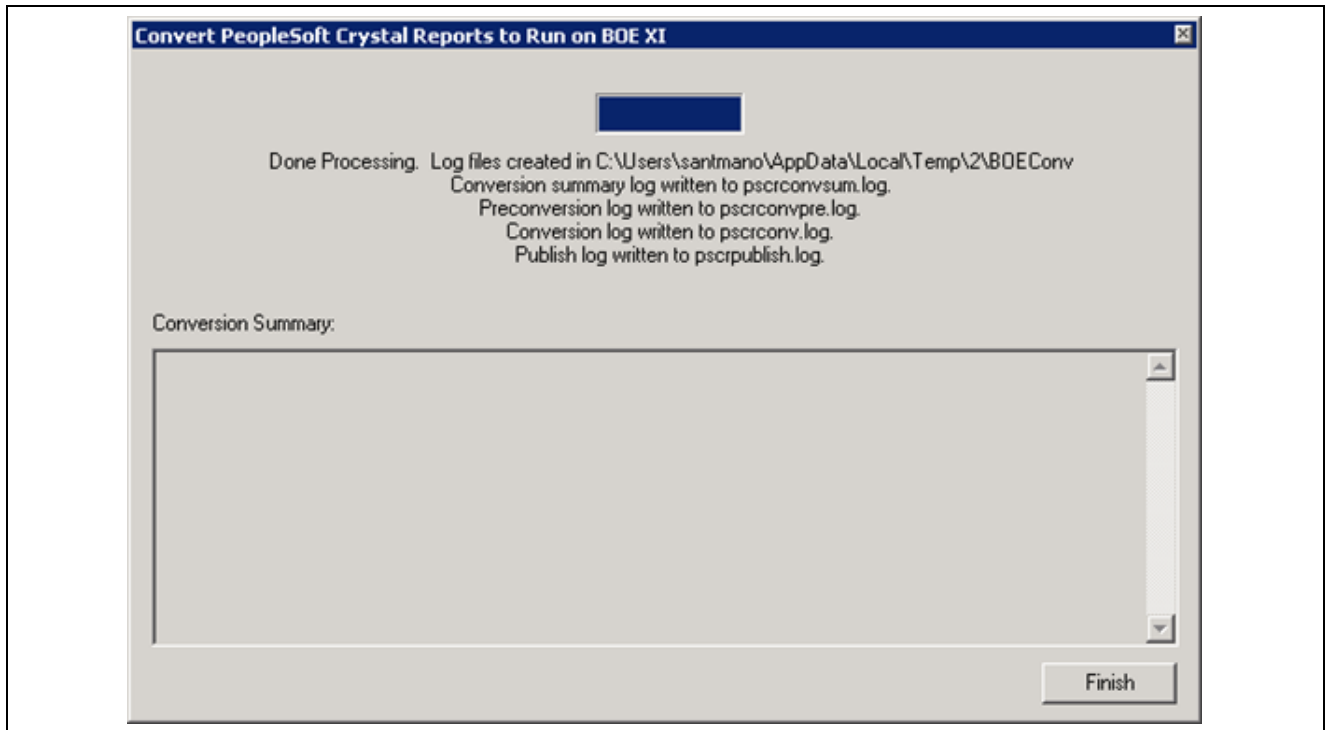 Convert PeopleSoft Crystal Reports to Run on BOE XI
Done Processing.  Log files created in C:\Users\santmano\AppData\Local\Temp\2\BOEConv
Conversion summary log written to pscrconvsum.log.
Preconversion log written to pscrconvpre.log.
Conversion log written to pscrconv.log.
Publish log written to pscrpublish.log.
Conversion Summary:
Finish